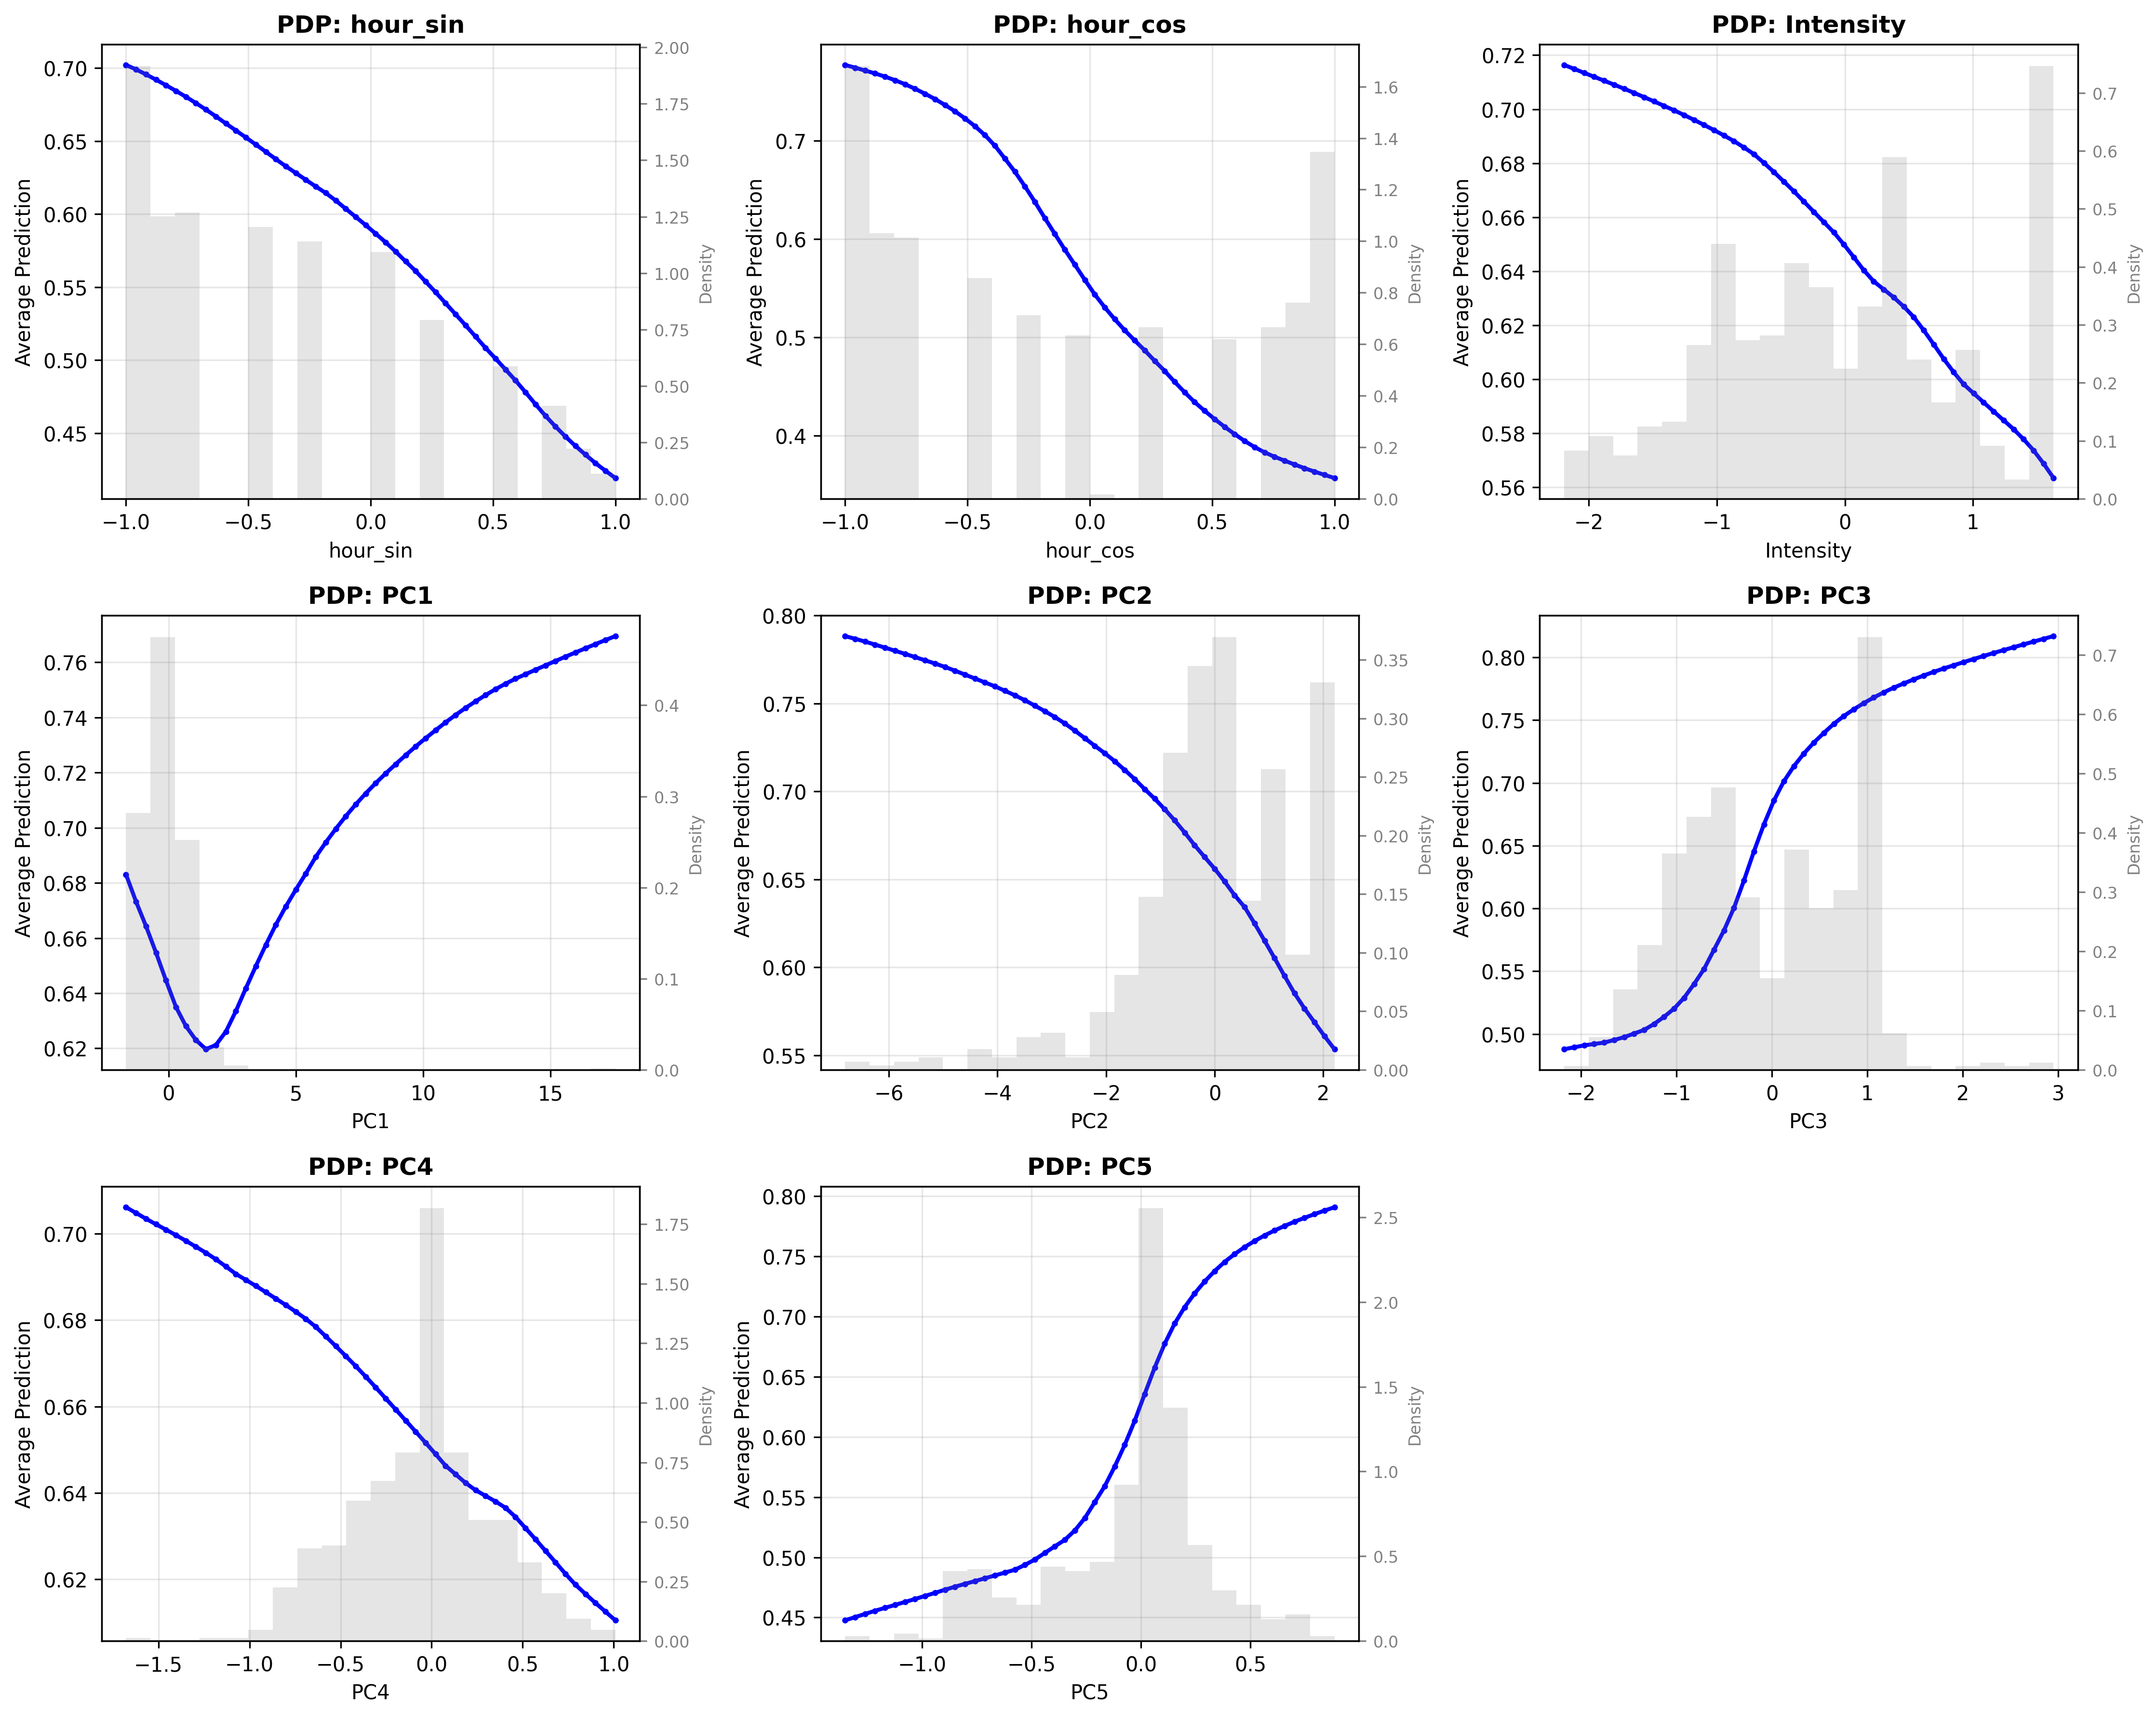 PDP: hour_sin
0.70
0.65
0.60
0.55
0.50
0.45
Average Prediction
2.00
1.75
1.50
1.25
1.00
0.75
0.50
0.25
0.00
Density
−1.0 −0.5 0.0 0.5 1.0
hour_sin
PDP: hour_cos
0.7
0.6
0.5
0.4
Average Prediction
1.6
1.4
1.2
1.0
0.8
0.6
0.4
0.2
0.0
Density
−1.0 −0.5 0.0 0.5 1.0
hour_cos
PDP: Intensity
0.72
0.70
0.68
0.66
0.64
0.62
0.60
0.58
0.56
Average Prediction
0.7
0.6
0.5
0.4
0.3
0.2
0.1
0.0
Density
−2 −1 0 1
Intensity
PDP: PC1
0.76
0.74
0.72
0.70
0.68
0.66
0.64
0.62
Average Prediction
0.4
0.3
0.2
0.1
0.0
Density
0 5 10 15
PC1
PDP: PC2
0.80
0.75
0.70
0.65
0.60
0.55
Average Prediction
0.35
0.30
0.25
0.20
0.15
0.10
0.05
0.00
Density
−6 −4 −2 0 2
PC2
PDP: PC3
0.80
0.75
0.70
0.65
0.60
0.55
0.50
Average Prediction
0.7
0.6
0.5
0.4
0.3
0.2
0.1
0.0
Density
−2 −1 0 1 2 3
PC3
PDP: PC4
0.70
0.68
0.66
0.64
0.62
Average Prediction
1.75
1.50
1.25
1.00
0.75
0.50
0.25
0.00
Density
−1.5 −1.0 −0.5 0.0 0.5 1.0
PC4
PDP: PC5
0.80
0.75
0.70
0.65
0.60
0.55
0.50
0.45
Average Prediction
2.5
2.0
1.5
1.0
0.5
0.0
Density
−1.0 −0.5 0.0 0.5
PC5